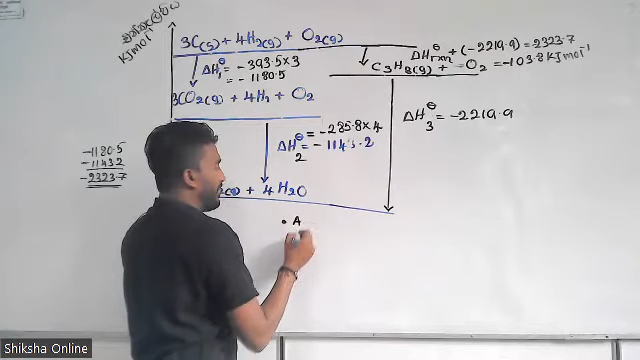 KJmol⁻¹
3C(s) + 4H₂(g) + O₂(g)
ΔH₁^θ = -393.5 × 3
= -1180.5
3CO₂(g) + 4H₂ + O₂
ΔH₂^θ = -285.8 × 4
= -1143.2
(g) + 4H₂O
ΔH^θrxn + (-2219.9) = 2323.7
C₃H₈(g) + O₂ = -103.8 KJmol⁻¹
ΔH₃^θ = -2219.9
-1180.5
-1143.2
-2323.7
• A
Shiksha Online